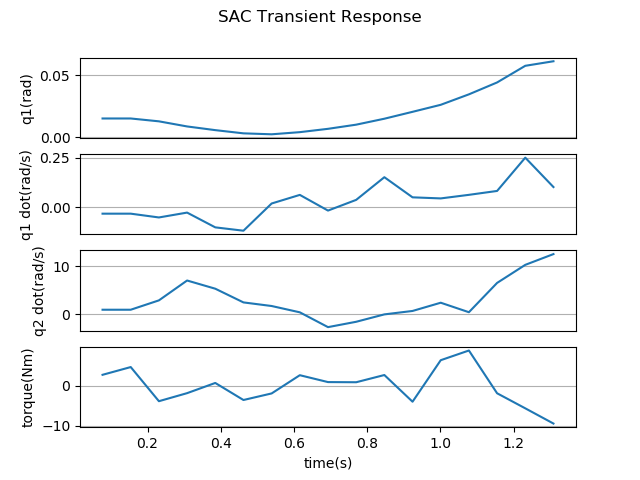 SAC Transient Response
0.05
0.00
q1(rad)
0.25
0.00
q1 dot(rad/s)
10
0
q2 dot(rad/s)
0
−10
torque(Nm)
0.2 0.4 0.6 0.8 1.0 1.2
time(s)